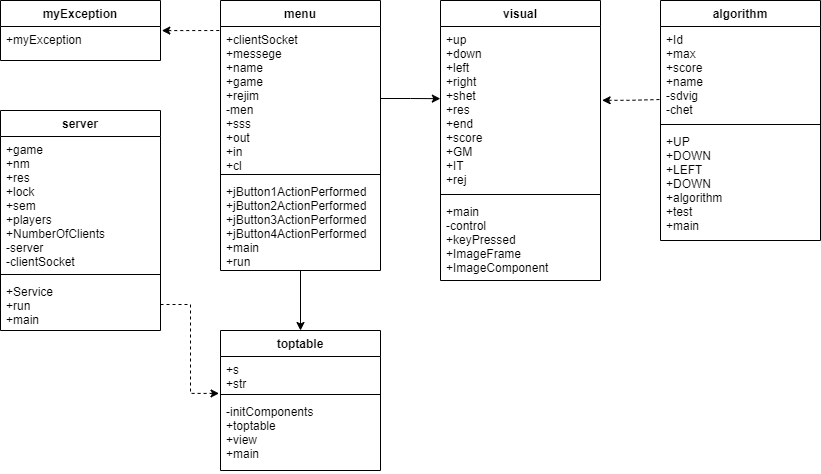 myException
+myException
menu
+clientSocket
+messege
+name
+game
+rejim
-men
+sss
+out
+in
+cl
+jButton1ActionPerformed
+jButton2ActionPerformed
+jButton3ActionPerformed
+jButton4ActionPerformed
+main
+run
visual
+up
+down
+left
+right
+shet
+res
+end
+score
+GM
+IT
+rej
+main
-control
+keyPressed
+ImageFrame
+ImageComponent
algorithm
+Id
+max
+score
+name
-sdvig
-chet
+UP
+DOWN
+LEFT
+DOWN
+algorithm
+test
+main
server
+game
+nm
+res
+lock
+sem
+players
+NumberOfClients
-server
-clientSocket
+Service
+run
+main
toptable
+s
+str
-initComponents
+toptable
+view
+main